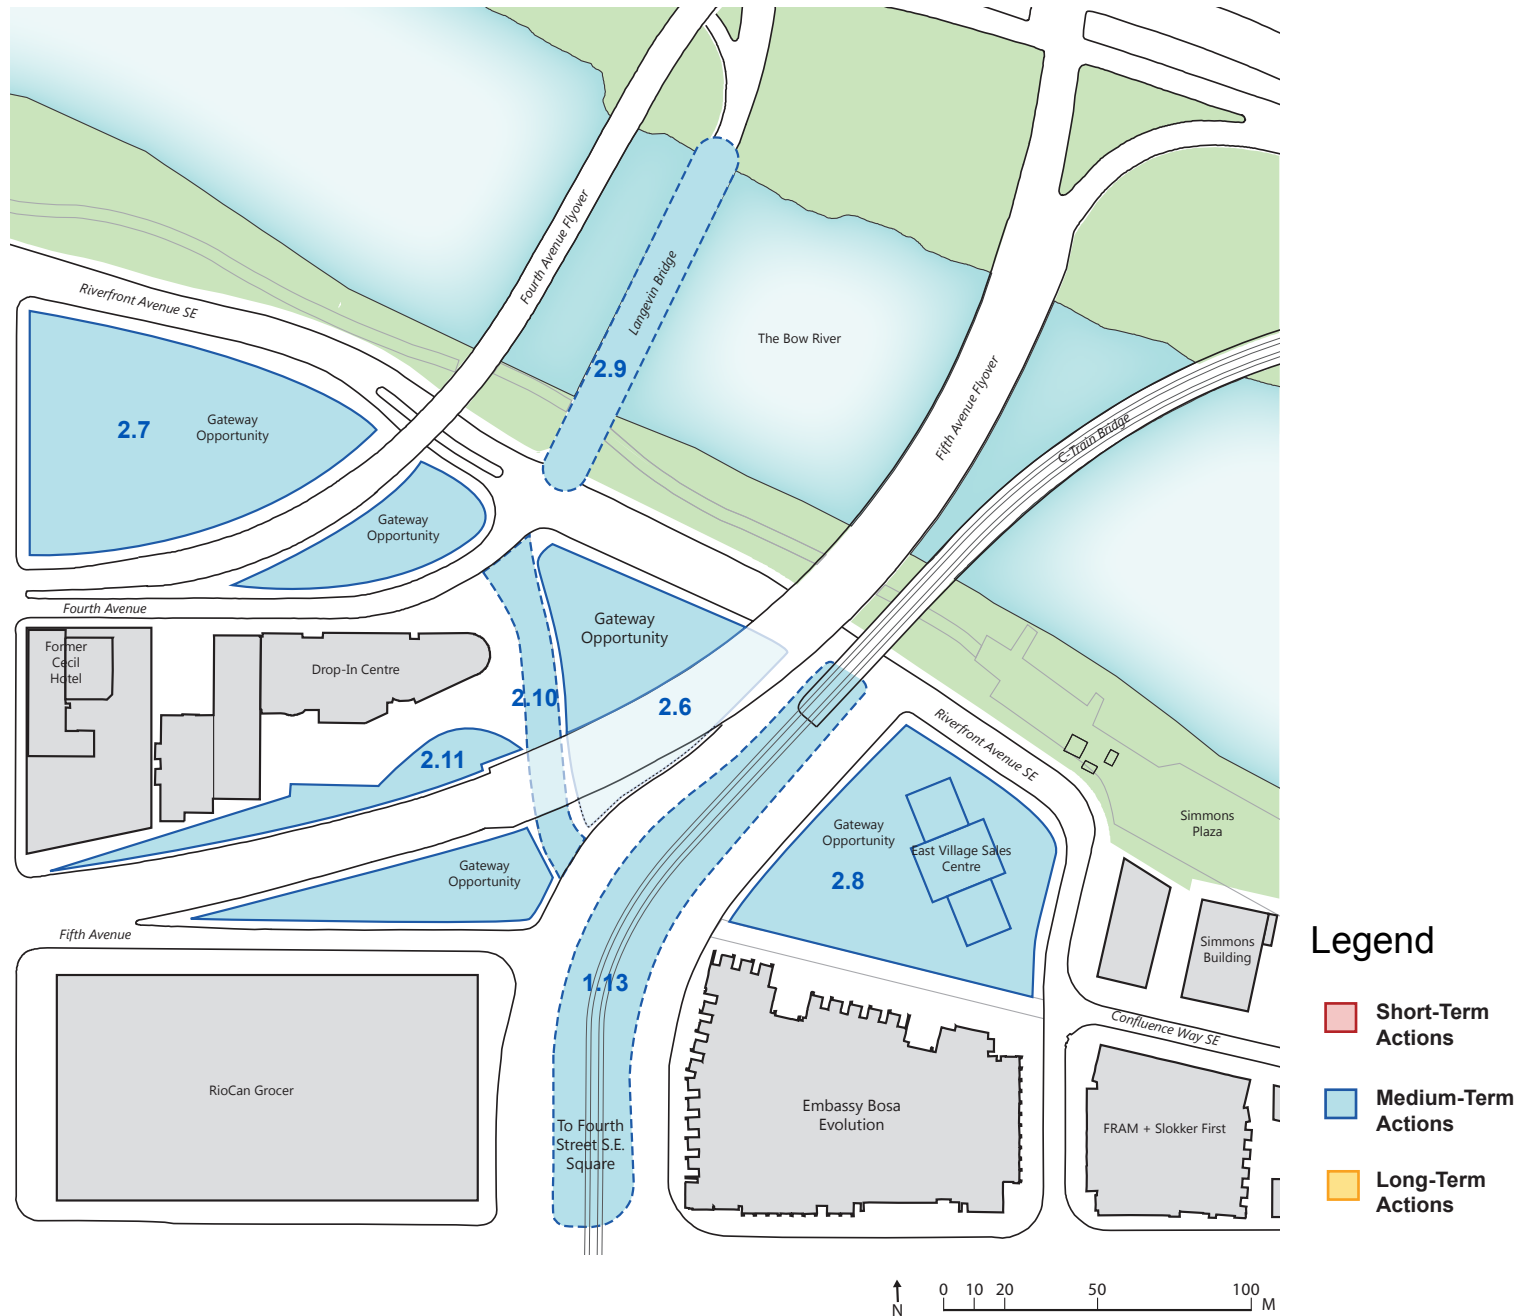 Fourth Avenue Flyover
Langevin Bridge
Riverfront Avenue SE
The Bow River
2.9
Fifth Avenue Flyover
C-Train Bridge
2.7
Gateway
Opportunity
Gateway
Opportunity
Fourth Avenue
Gateway
Opportunity
Former
Cecil
Hotel
Drop-In Centre
2.10
2.6
2.11
Riverfront Avenue SE
Gateway
Opportunity
East Village Sales
Centre
2.8
Simmons
Plaza
Gateway
Opportunity
Fifth Avenue
Simmons
Building
1.13
Confluence Way SE
RioCan Grocer
To Fourth
Street S.E.
Square
Embassy Bosa
Evolution
FRAM + Slokker First
Legend
Short-Term
Actions
Medium-Term
Actions
Long-Term
Actions
N
0 10 20 50 100 M